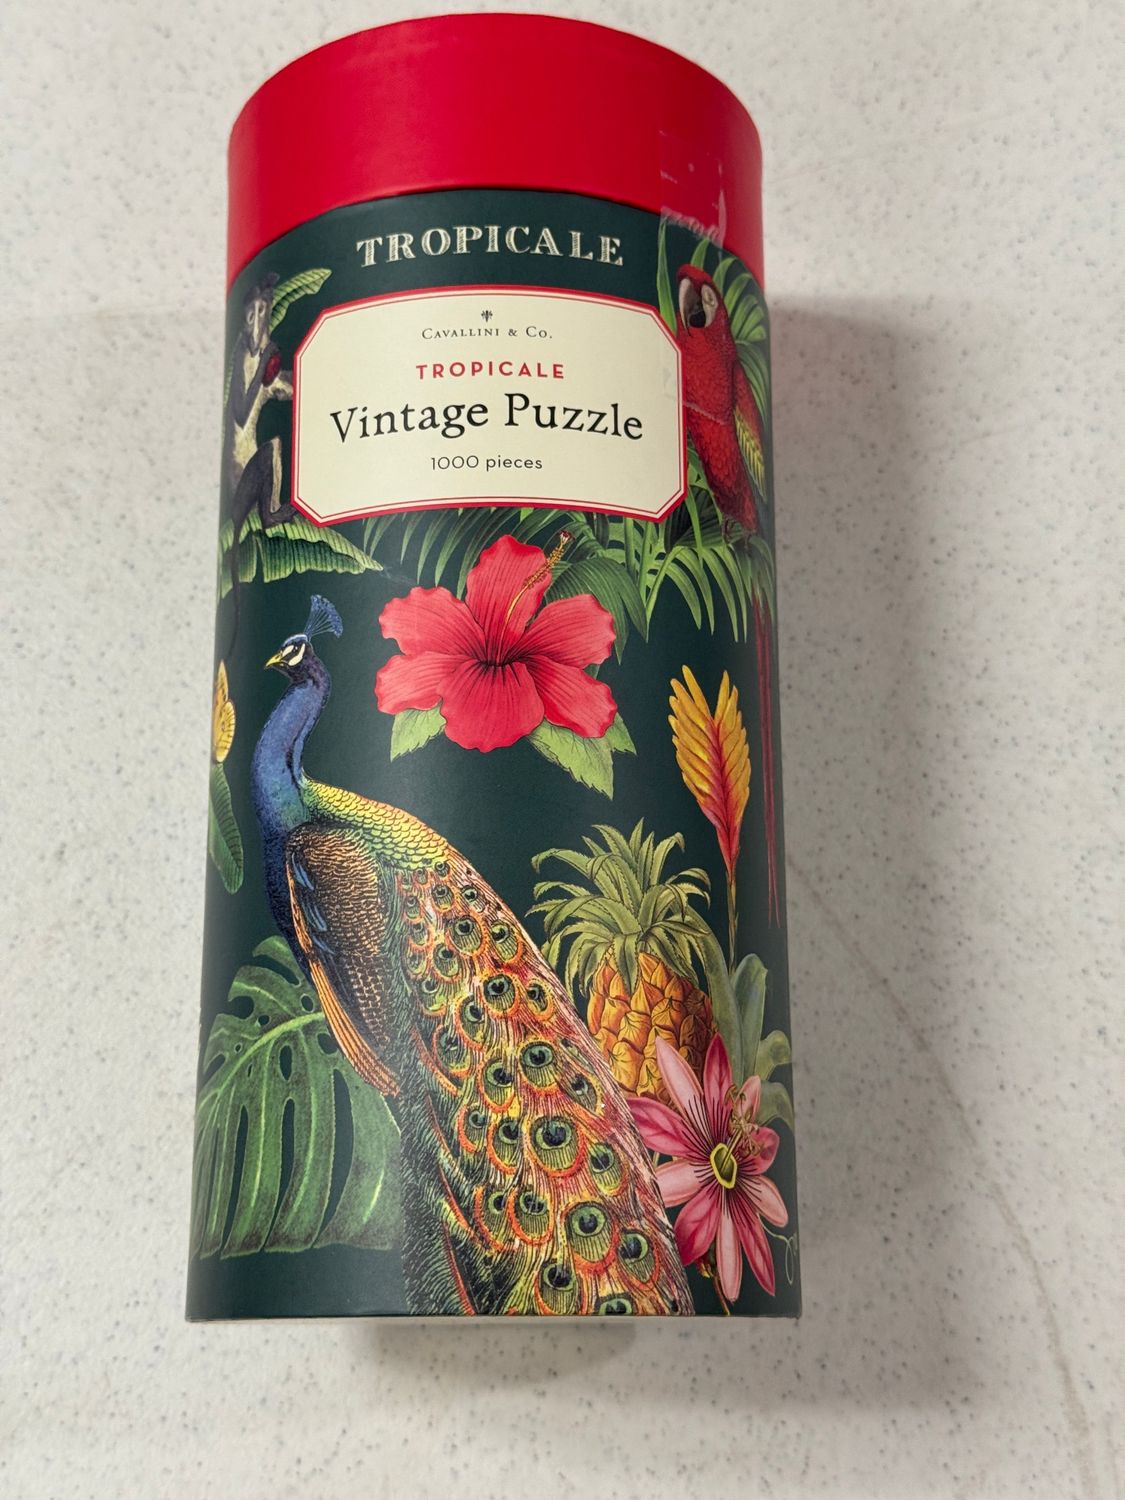 TROPICALE
CAVALLINI & CO.
TROPICALE
Vintage Puzzle
1000 pieces